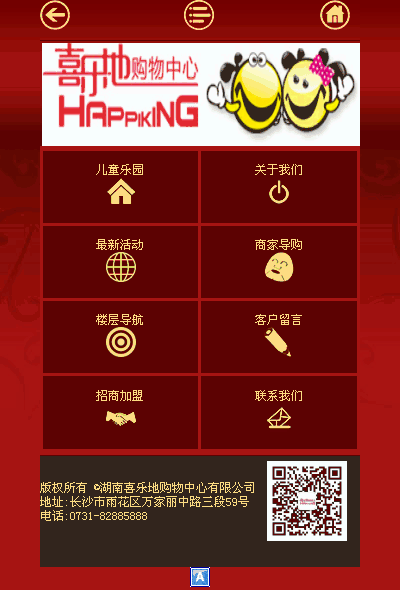 喜乐地购物中心
HAPPIKING
儿童乐园
关于我们
最新活动
商家导购
楼层导航
客户留言
招商加盟
联系我们
版权所有 ©湖南喜乐地购物中心有限公司
地址:长沙市雨花区万家丽中路三段59号
电话:0731-82885888